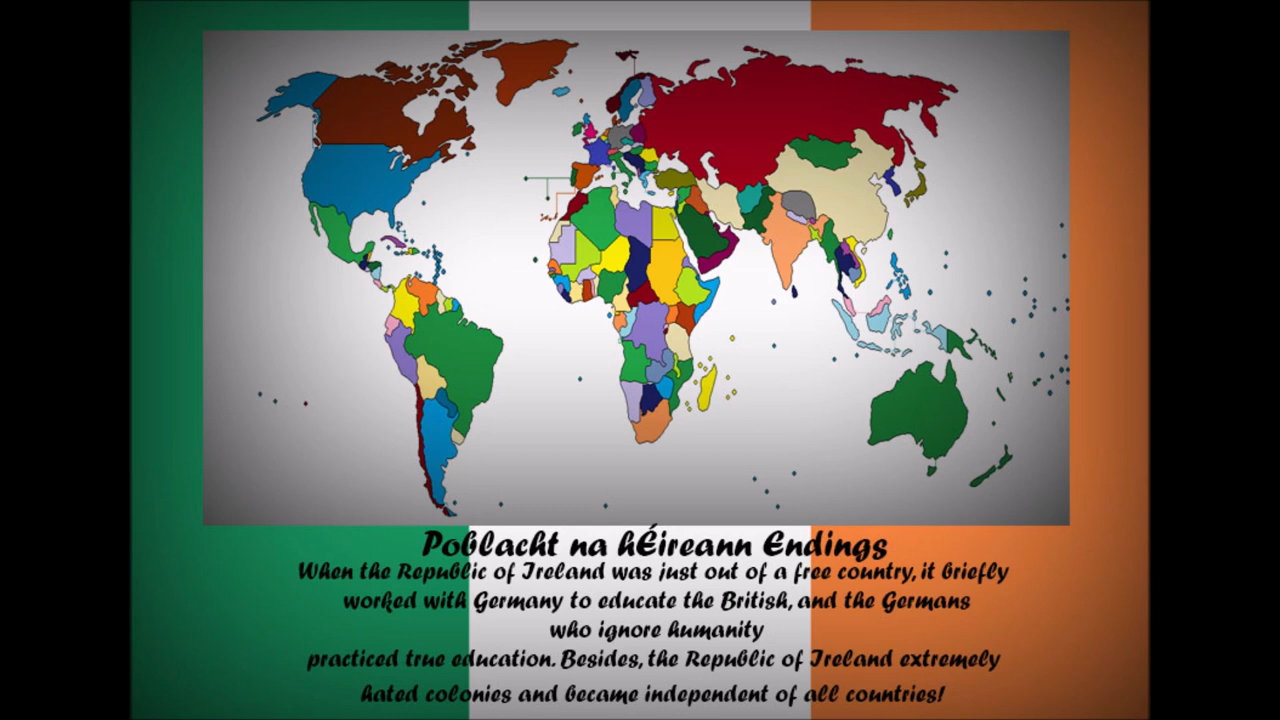 Poblacht na hÉireann Endings
When the Republic of Ireland was just out of a free country, it briefly
worked with Germany to educate the British, and the Germans
who ignore humanity
practiced true education. Besides, the Republic of Ireland extremely
hated colonies and became independent of all countries!